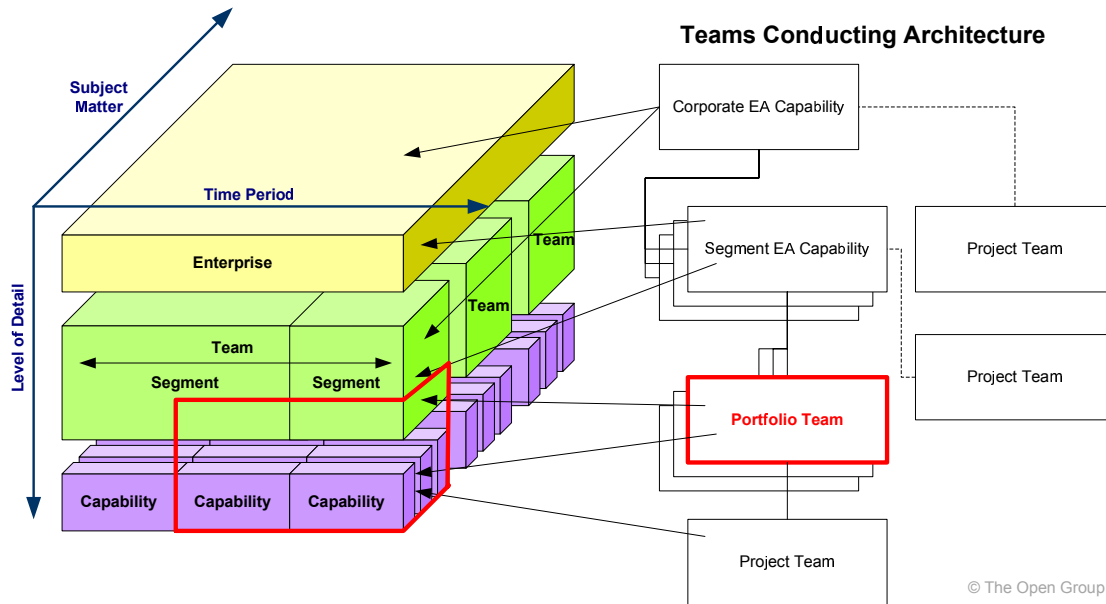 Teams Conducting Architecture
Subject
Matter
Corporate EA Capability
Time Period
Team
Segment EA Capability
Project Team
Enterprise
Level of Detail
Team
Team
Segment
Segment
Project Team
Portfolio Team
Capability
Capability
Capability
Project Team
© The Open Group